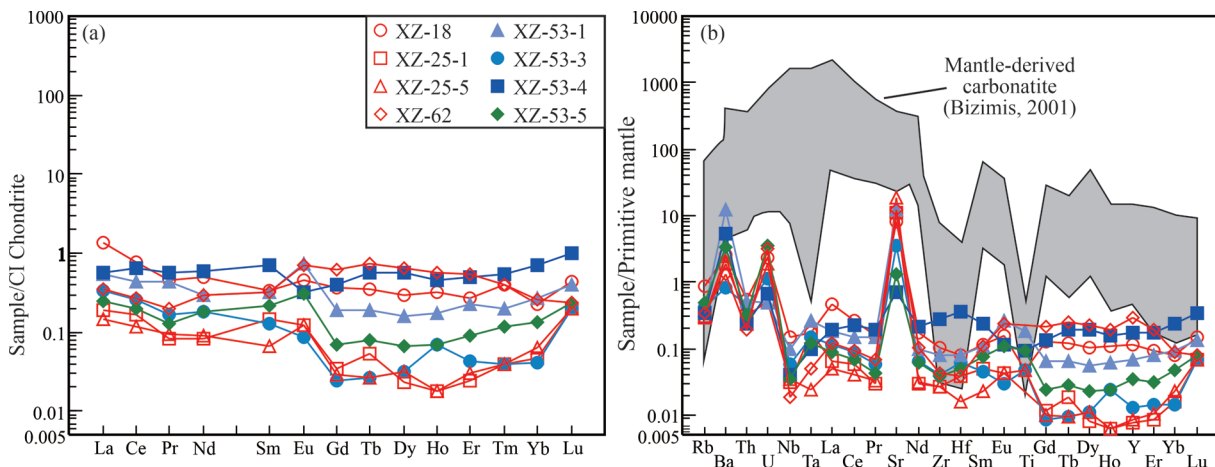 (a)
Sample/CI Chondrite
1000
100
10
1
0.1
0.01
0.005
XZ-18 XZ-53-1
XZ-25-1 XZ-53-3
XZ-25-5 XZ-53-4
XZ-62 XZ-53-5
La Ce Pr Nd Sm Eu Gd Tb Dy Ho Er Tm Yb Lu
(b)
Sample/Primitive mantle
10000
1000
100
10
1
0.1
0.01
0.005
Mantle-derived
carbonatite
(Bizimis, 2001)
Rb Th Nb La Pr Nd Hf Eu Gd Dy Y Yb
Ba U Ta Ce Sr Zr Sm Ti Tb Ho Er Lu